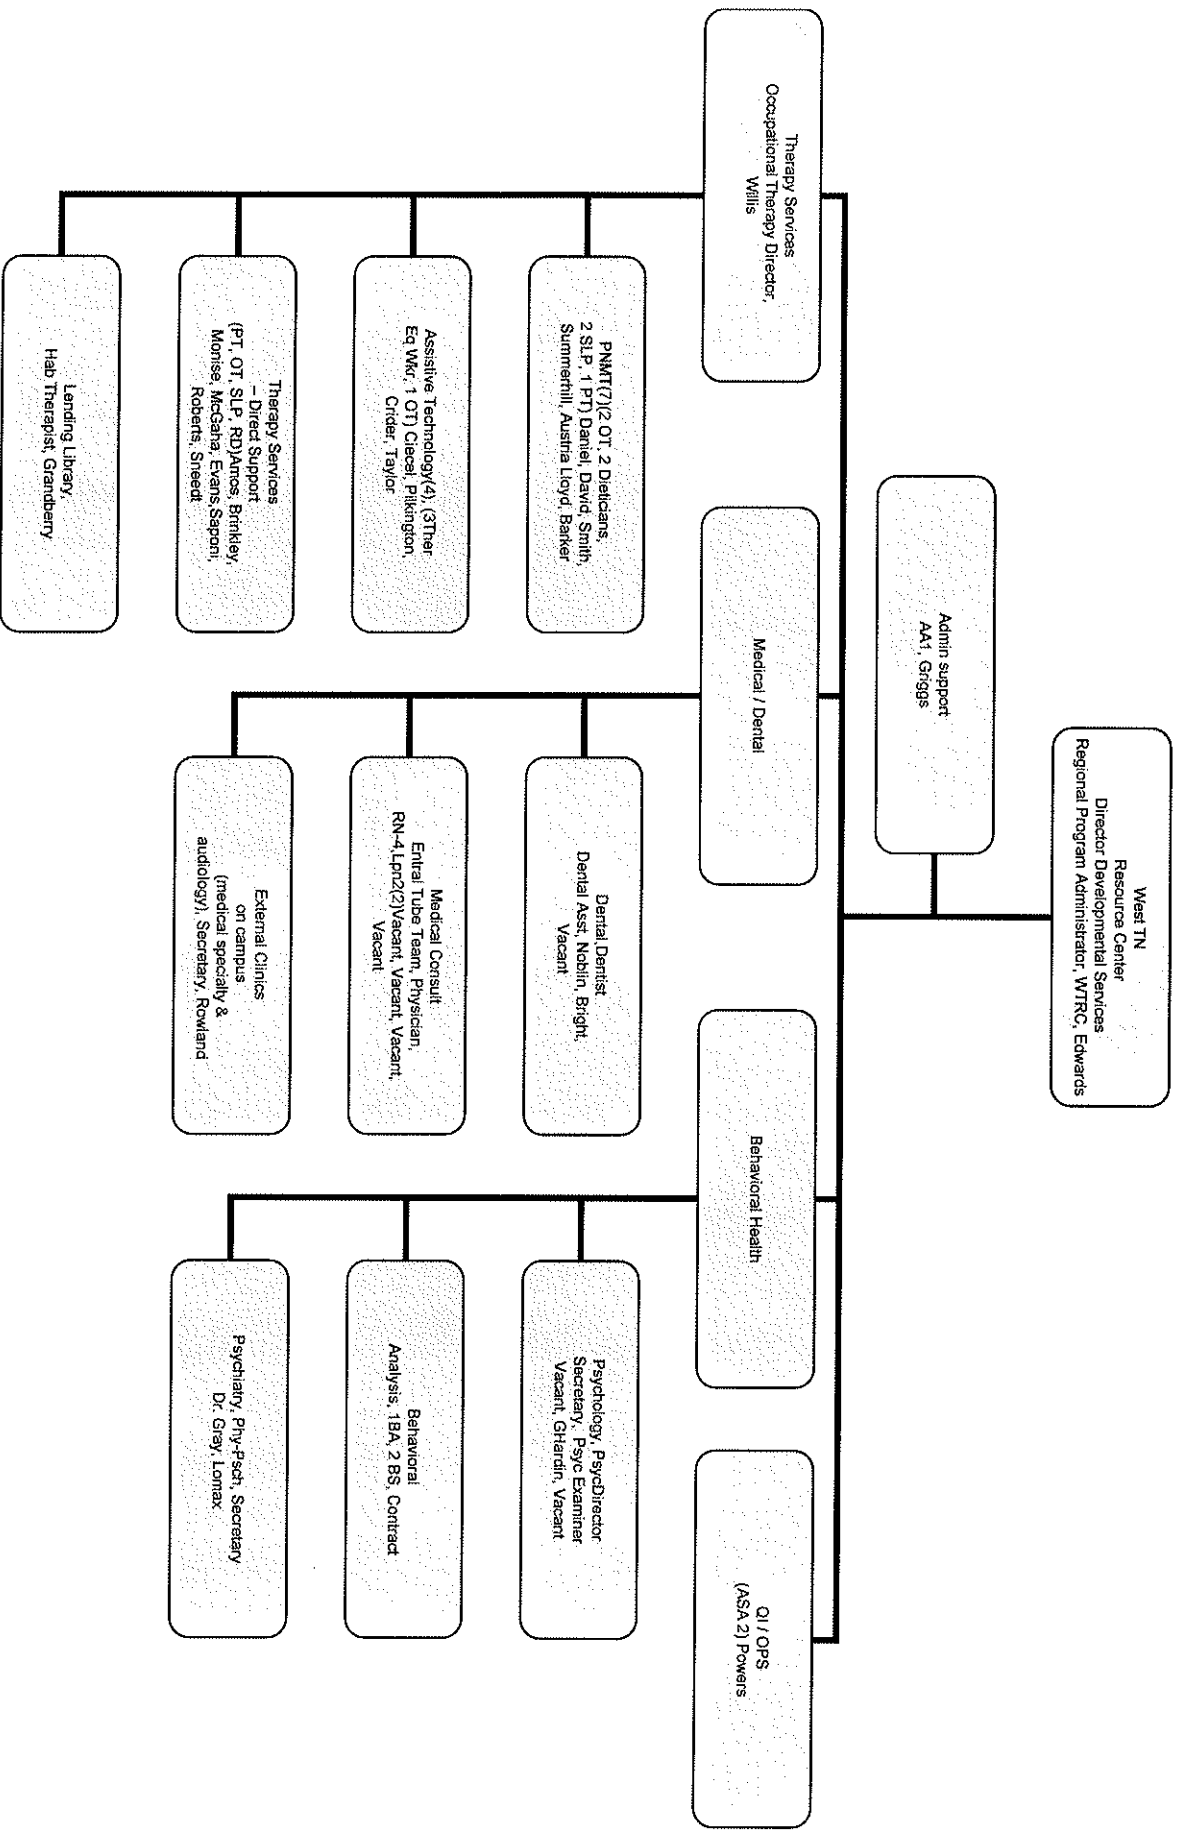 West TN
Resource Center
Director Developmental Services
Regional Program Administrator, WTRC, Edwards
Admin support
AA1, Griggs
Therapy Services
Occupational Therapy Director,
Willis
PNMT(7)(2 OT, 2 Dieticians,
2 SLP, 1 PT) Daniel, David, Smith,
Summerhill, Austria Lloyd, Barker
Assistive Technology(4), (3Ther
Eq Wkr, 1 OT) Ciecel, Pilkington,
Crider, Taylor
Therapy Services
– Direct Support
(PT, OT, SLP, RD)Amos, Brinkley,
Monise, McGaha, Evans,Saponi,
Roberts, Sneedt
Lending Library,
Hab Therapist, Grandberry
Medical / Dental
Dental,Dentist
Dental Asst, Noblin, Bright,
Vacant
Medical Consult
Entral Tube Team, Physician,
RN-4,Lpn2(2)Vacant, Vacant, Vacant,
Vacant
External Clinics
on campus
(medical specialty &
audiology), Secretary, Rowland
Behavioral Health
Psychology, PsycDirector
Secretary, Psyc Examiner
Vacant, GHardin, Vacant
Behavioral
Analysis, 1BA, 2 BS, Contract
Psychiatry, Phy-Psch, Secretary
Dr. Gray, Lomax
QI / OPS
(ASA 2) Powers